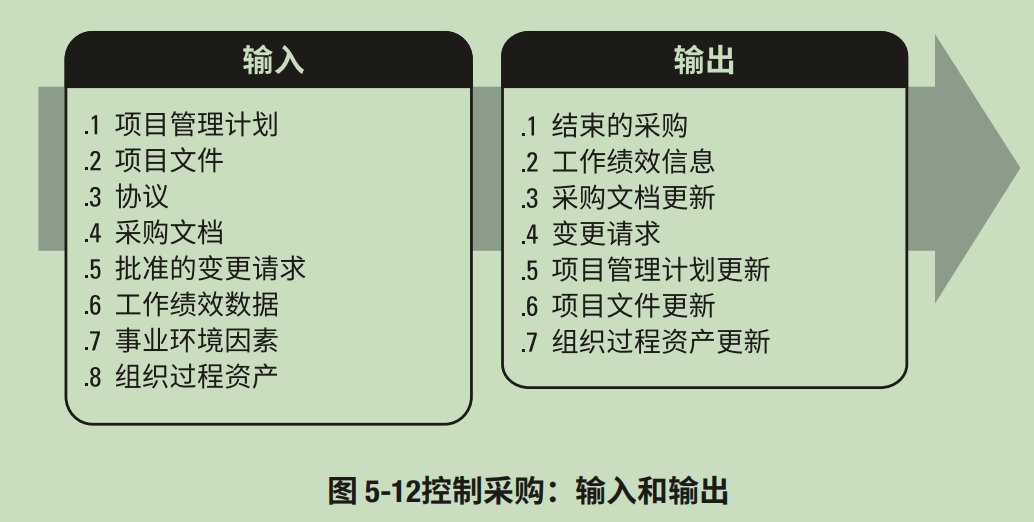 输入
.1 项目管理计划
.2 项目文件
.3 协议
.4 采购文档
.5 批准的变更请求
.6 工作绩效数据
.7 事业环境因素
.8 组织过程资产
输出
.1 结束的采购
.2 工作绩效信息
.3 采购文档更新
.4 变更请求
.5 项目管理计划更新
.6 项目文件更新
.7 组织过程资产更新
图 5-12控制采购：输入和输出